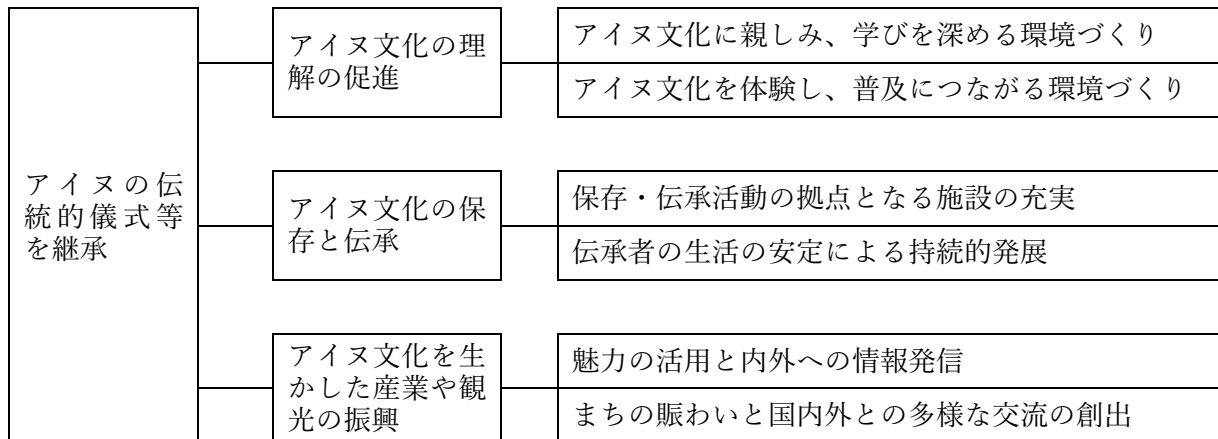 アイヌの伝
統的儀式等
を継承
アイヌ文化の理
解の促進
アイヌ文化に親しみ、学びを深める環境づくり
アイヌ文化を体験し、普及につながる環境づくり
アイヌ文化の保
存と伝承
保存・伝承活動の拠点となる施設の充実
伝承者の生活の安定による持続的発展
アイヌ文化を生
かした産業や観
光の振興
魅力の活用と内外への情報発信
まちの賑わいと国内外との多様な交流の創出